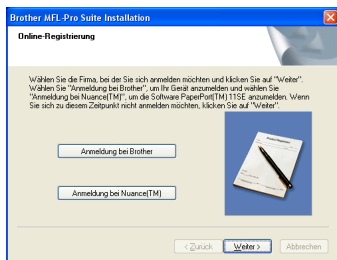 Brother MFL-Pro Suite Installation
Online-Registrierung
Wählen Sie die Firma, bei der Sie sich anmelden möchten und klicken Sie auf "Weiter".
Wählen Sie "Anmeldung bei Brother", um Ihr Gerät anzumelden und wählen Sie
"Anmeldung bei Nuance(TM)", um die Software PaperPort(TM) 11SE anzumelden. Wenn
Sie sich zu diesem Zeitpunkt nicht anmelden möchten, klicken Sie auf "Weiter".
Anmeldung bei Brother
Anmeldung bei Nuance(TM)
< Zurück
Weiter >
Abbrechen